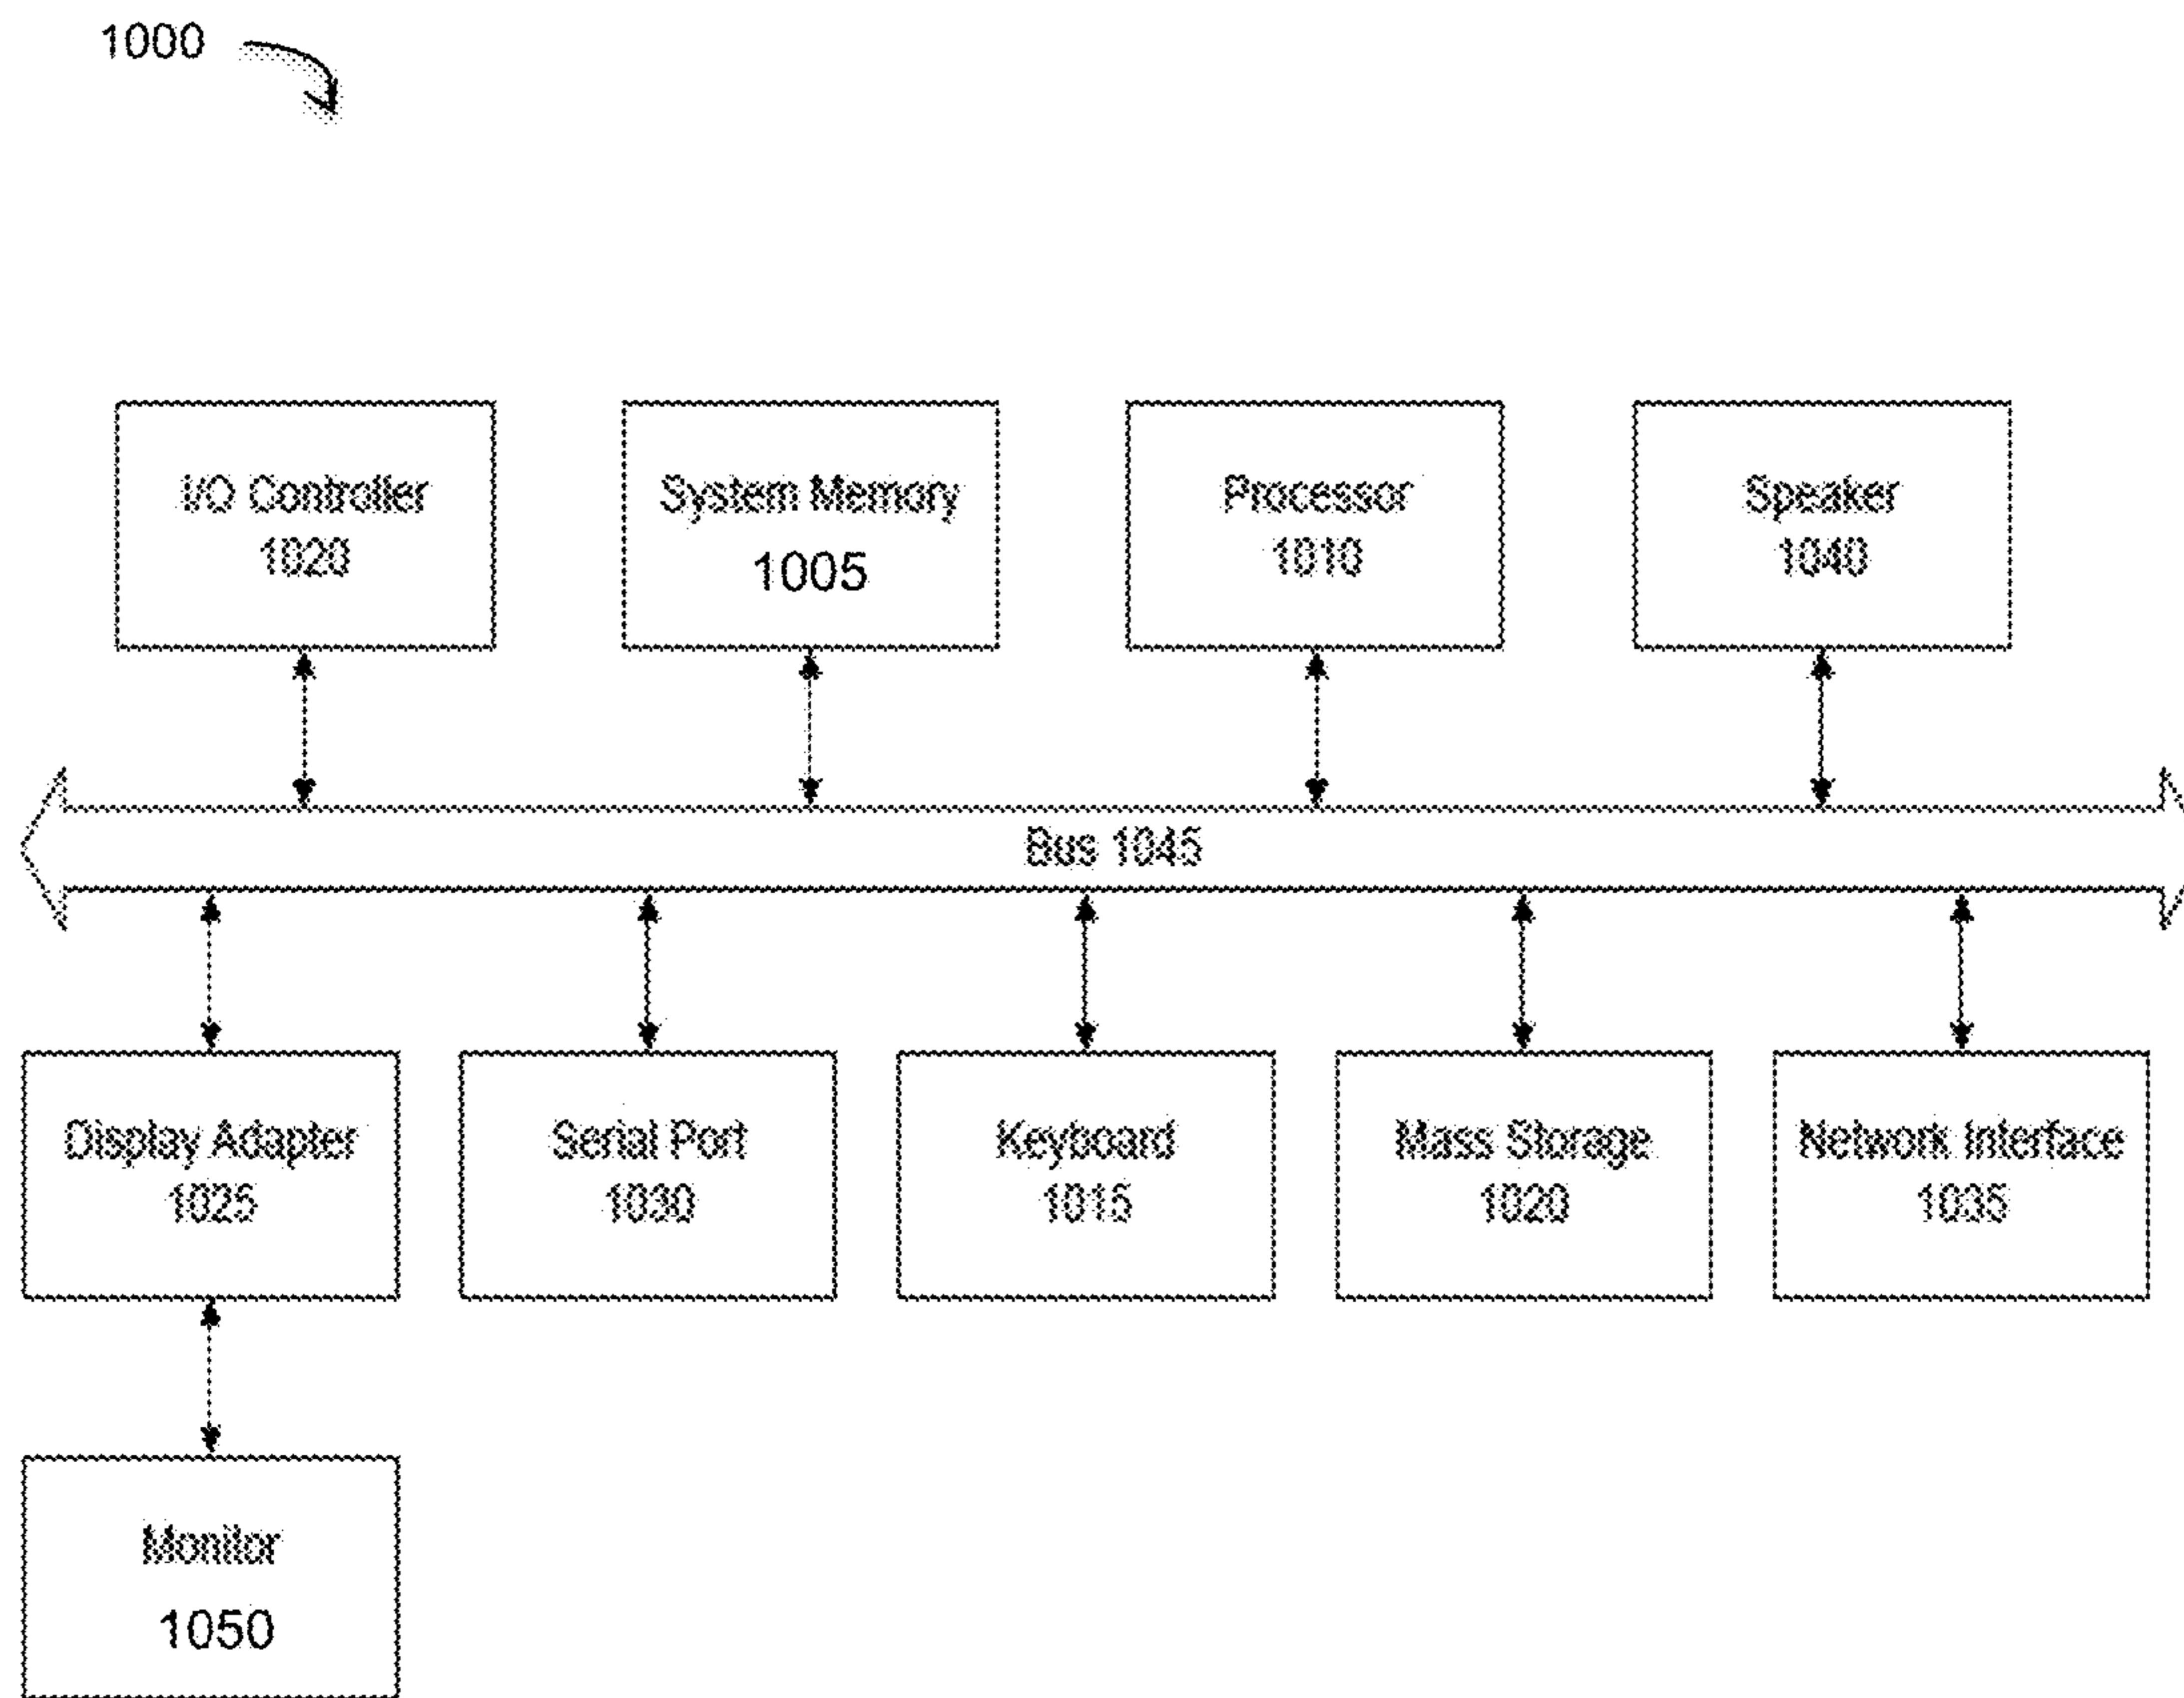 1000
I/O Controller
1020
System Memory
1005
Processor
1010
Speaker
1040
Bus 1045
Display Adapter
1025
Serial Port
1030
Keyboard
1015
Mass Storage
1020
Network Interface
1035
Monitor
1050